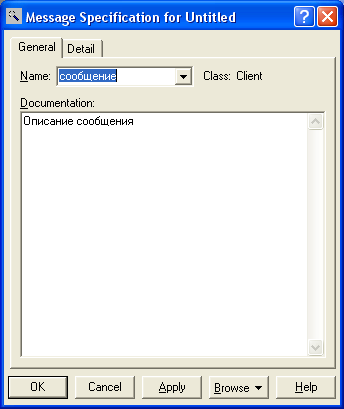 Message Specification for Untitled
General Detail
Name: сообщение Class: Client
Documentation:
Описание сообщения
OK Cancel Apply Browse Help